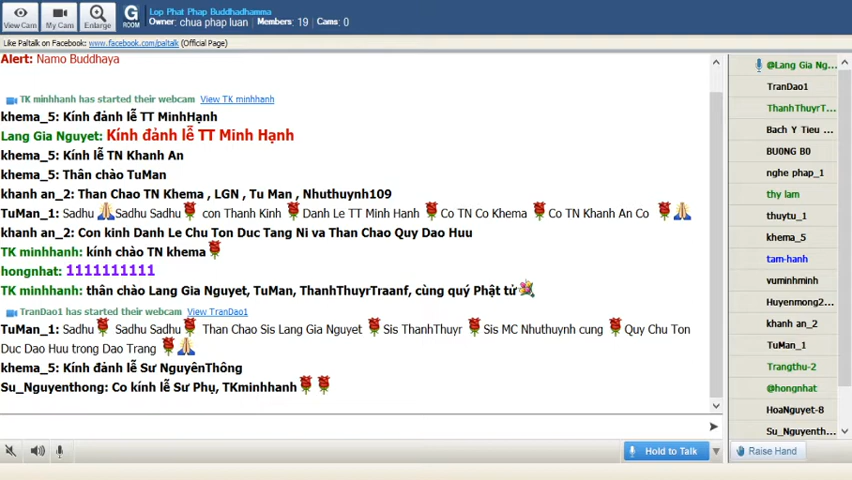 View Cam
My Cam
Enlarge
G
ROOM
Lop Phat Phap Buddhadhamma
Owner: chua phap luan   Members: 19   Cams: 0
Like Paltalk on Facebook: www.facebook.com/paltalk (Official Page)
Alert: Namo Buddhaya
TK minhhanh has started their webcam   View TK minhhanh
khema_5: Kính đảnh lễ TT MinhHạnh
Lang Gia Nguyet: Kính đảnh lễ TT Minh Hạnh
khema_5: Kính lễ TN Khanh An
khema_5: Thân chào TuMan
khanh an_2: Than Chao TN Khema , LGN , Tu Man , Nhuthuynh109
TuMan_1: Sadhu Sadhu Sadhu con Thanh Kinh Danh Le TT Minh Hanh Co TN Co Khema Co TN Khanh An Co
khanh an_2: Con kinh Danh Le Chu Ton Duc Tang Ni va Than Chao Quy Dao Huu
TK minhhanh: kính chào TN khema
hongnhat: 1111111111
TK minhhanh: thân chào Lang Gia Nguyet, TuMan, ThanhThuyrTraanf, cùng quý Phật tử
TranDao1 has started their webcam   View TranDao1
TuMan_1: Sadhu Sadhu Sadhu Than Chao Sis Lang Gia Nguyet Sis ThanhThuyr Sis MC Nhuthuynh cung Quy Chu Ton
Duc Dao Huu trong Dao Trang
khema_5: Kính đảnh lễ Sư NguyênThông
Su_Nguyenthong: Co kính lễ Sư Phụ, TKminhhanh
Hold to Talk
@Lang Gia Ng...
TranDao1
ThanhThuyrT...
Bach Y Tieu ...
BU0NG B0
nghe phap_1
thy lam
thuytu_1
khema_5
tam-hanh
vuminhminh
Huyenmong2...
khanh an_2
TuMan_1
Trangthu-2
@hongnhat
HoaNguyet-8
Su_Nguyenth...
Raise Hand